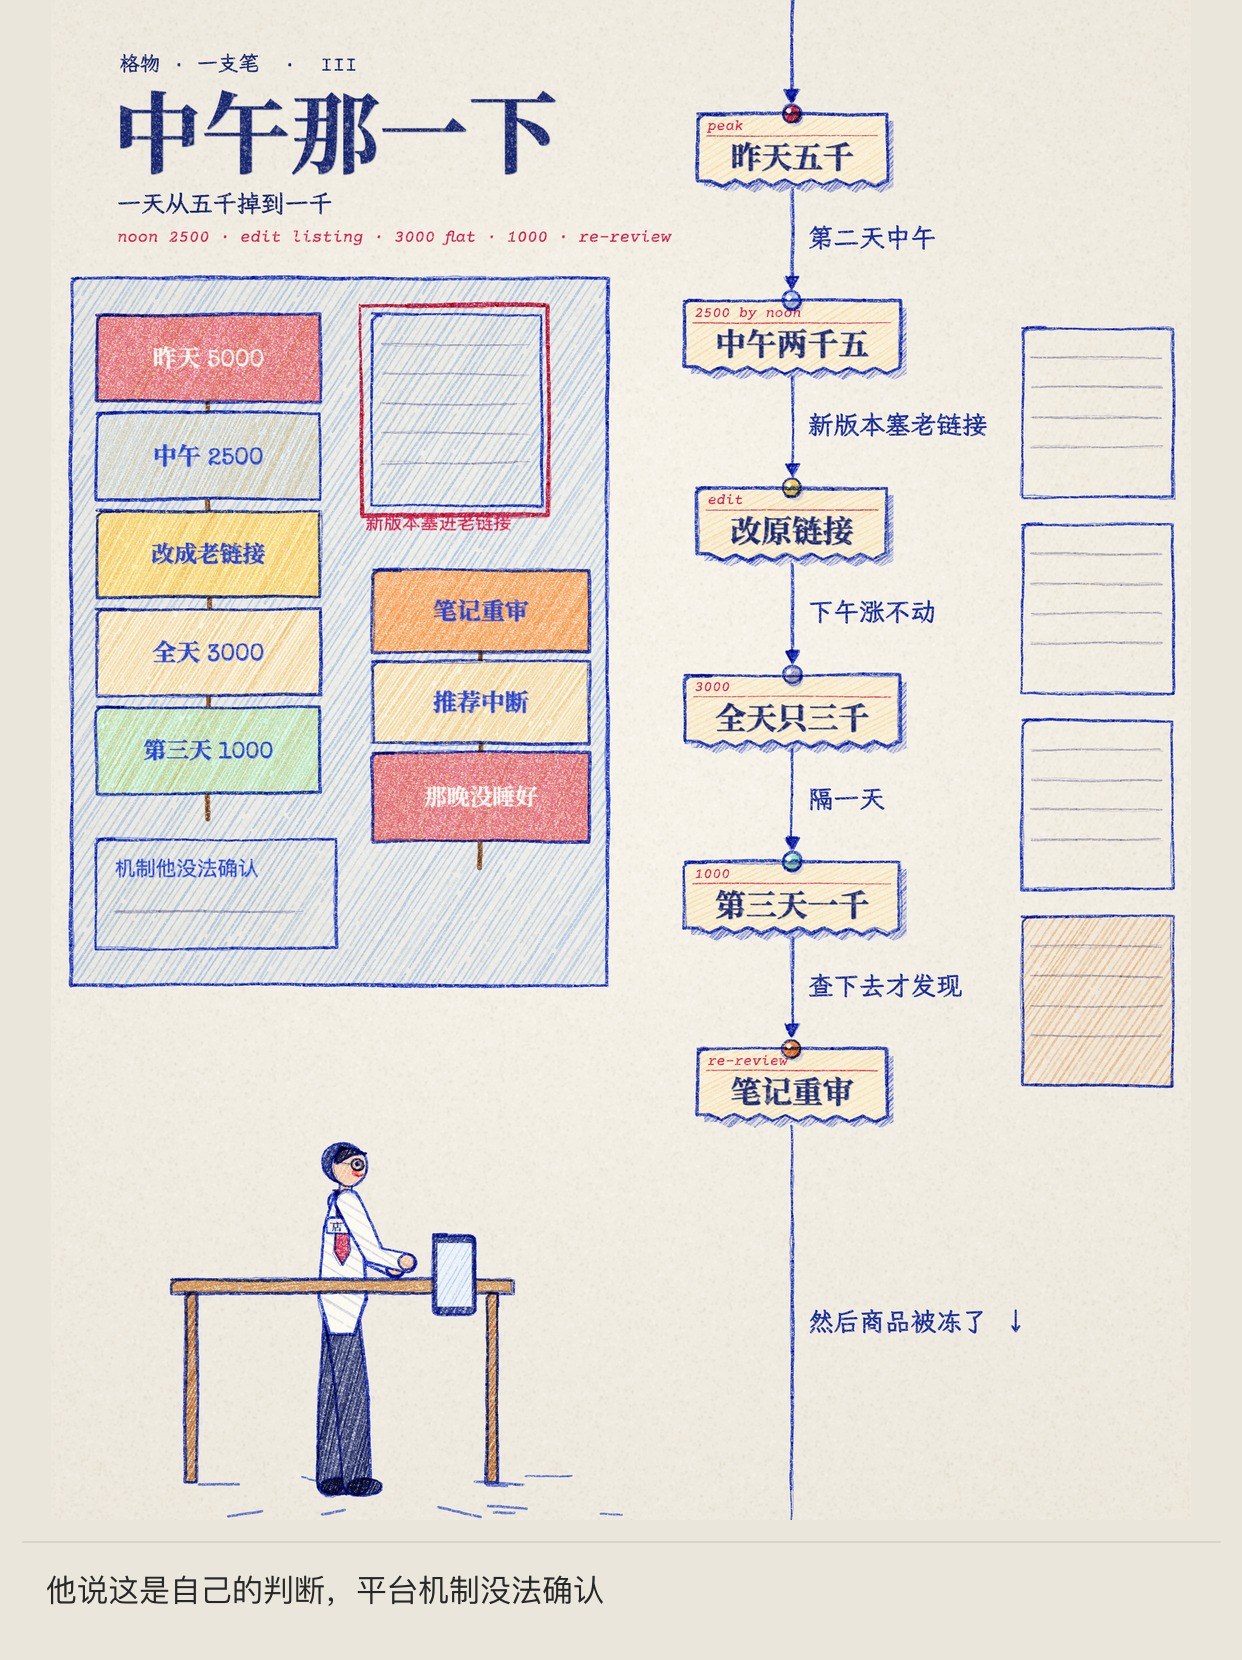 格物 · 一支笔 · III
中午那一下
一天从五千掉到一千
noon 2500 · edit listing · 3000 flat · 1000 · re-review
昨天 5000
中午 2500
改成老链接
全天 3000
第三天 1000
机制他没法确认
新版本塞进老链接
笔记重审
推荐中断
那晚没睡好
peak
昨天五千
第二天中午
2500 by noon
中午两千五
新版本塞老链接
edit
改原链接
下午涨不动
3000
全天只三千
隔一天
1000
第三天一千
查下去才发现
re-review
笔记重审
然后商品被冻了 ↓
店
他说这是自己的判断，平台机制没法确认